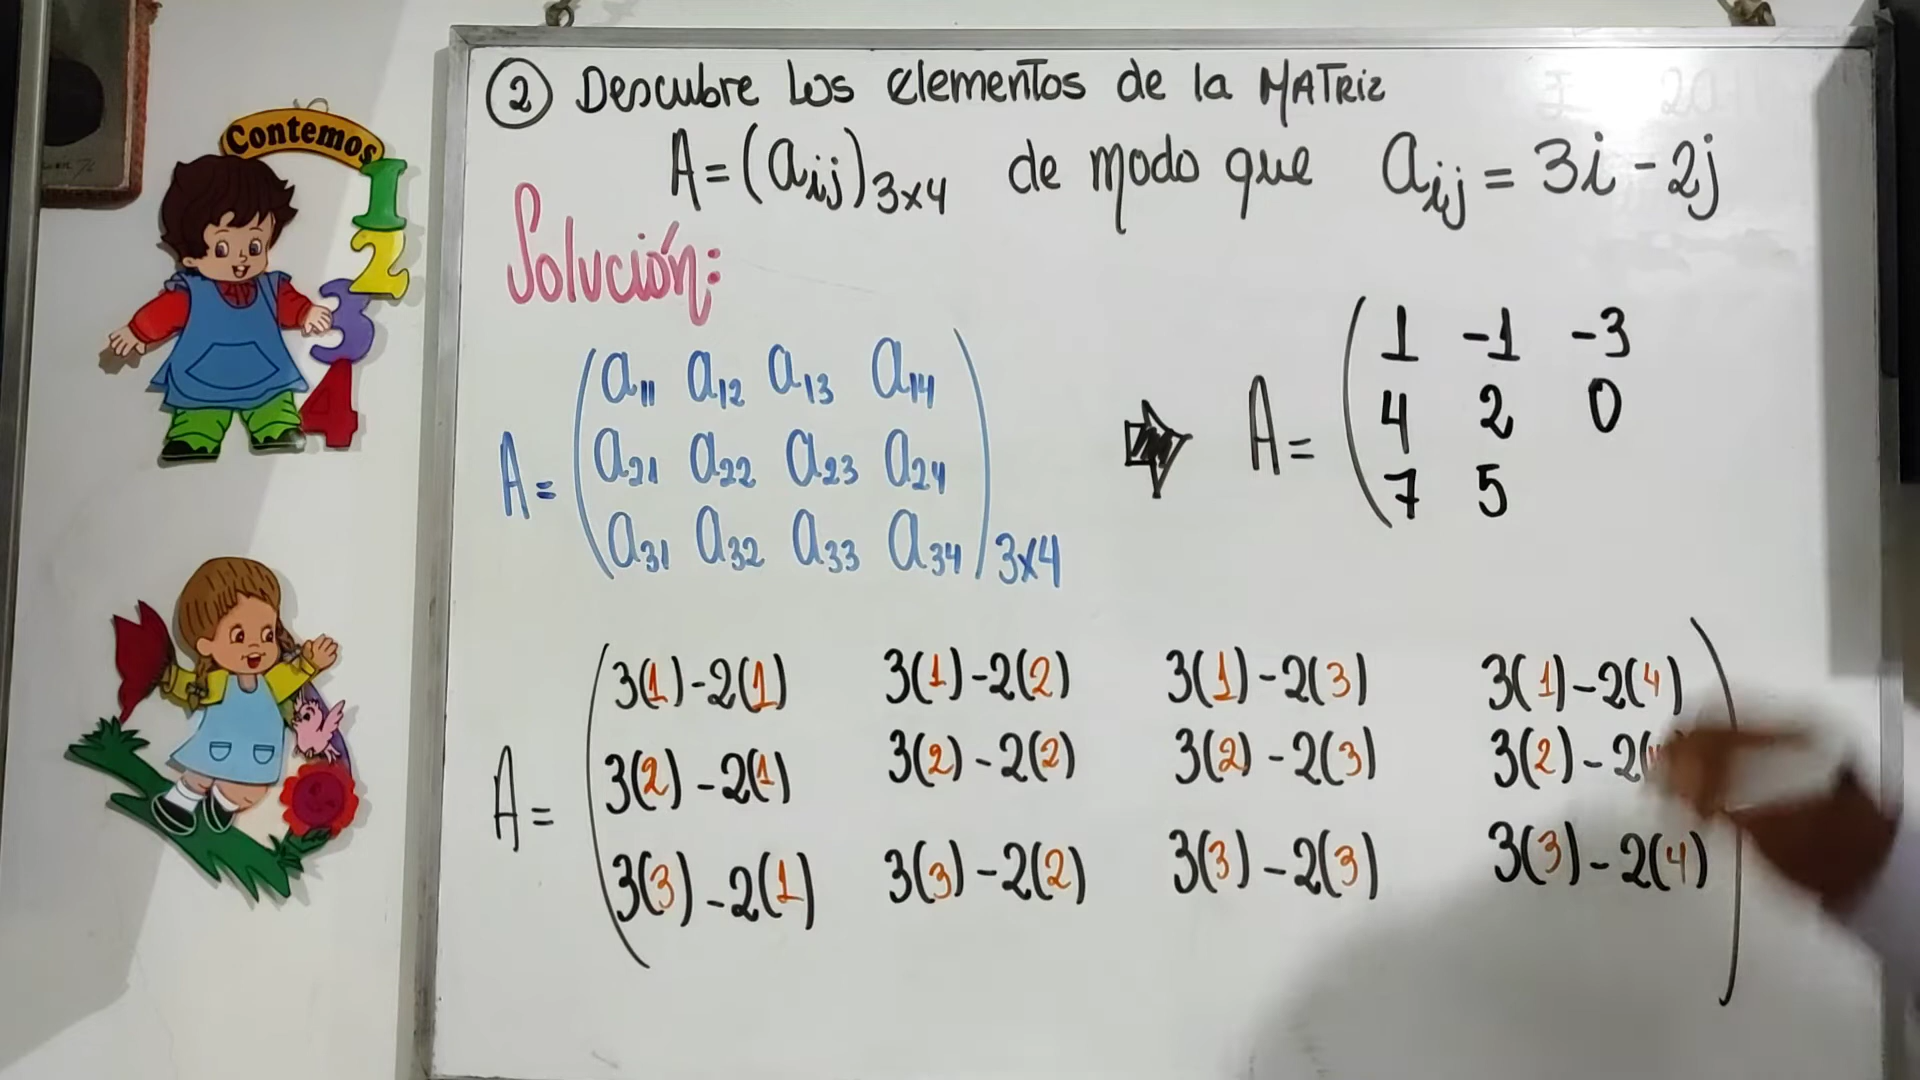 Contemos
1
2
3
4
② Descubre los elementos de la MATRIZ
A = (aij)3x4 de modo que aij = 3i - 2j
Solución:
a11 a12 a13 a14
A = a21 a22 a23 a24
a31 a32 a33 a34 3x4
1 -1 -3
A = 4 2 0
7 5
3(1)-2(1) 3(1)-2(2) 3(1)-2(3) 3(1)-2(4)
A = 3(2)-2(1) 3(2)-2(2) 3(2)-2(3) 3(2)-2(
3(3)-2(1) 3(3)-2(2) 3(3)-2(3) 3(3)-2(4)